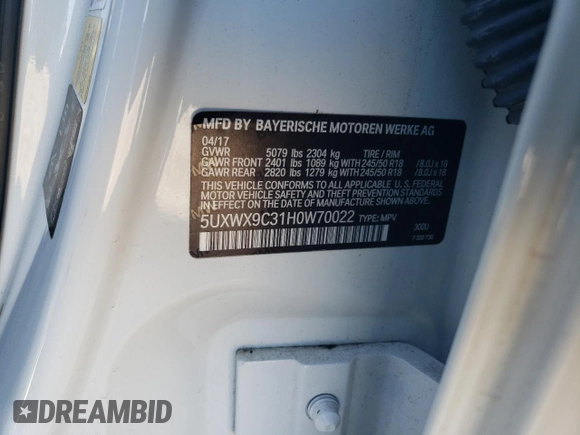 MFD BY BAYERISCHE MOTOREN WERKE AG
04/17
GVWR 5079 lbs 2304 kg TIRE / RIM
GAWR FRONT 2401 lbs 1089 kg WITH 245/50 R18 / 8.0J x 18
GAWR REAR 2820 lbs 1279 kg WITH 245/50 R18 / 8.0J x 18
THIS VEHICLE CONFORMS TO ALL APPLICABLE U.S. FEDERAL
MOTOR VEHICLE SAFETY, BUMPER AND THEFT PREVENTION
STANDARDS IN EFFECT ON THE DATE OF MANUFACTURE
SHOWN ABOVE.
5UXWX9C31H0W70022 TYPE: MPV
300U
DREAMBID